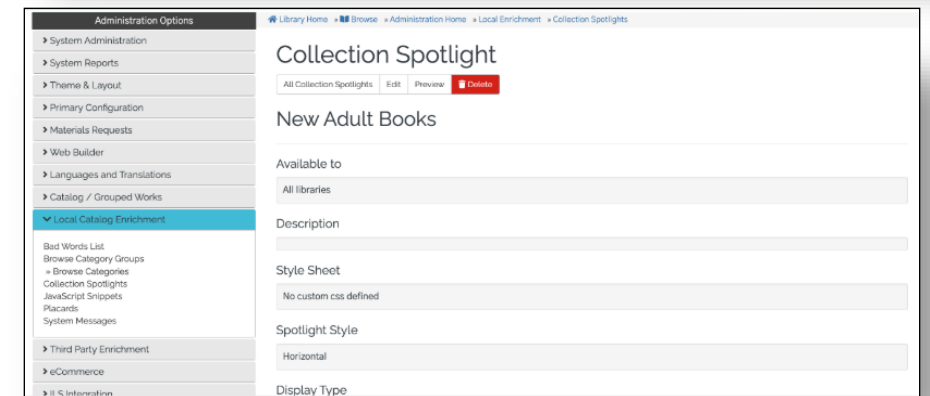 Administration Options
System Administration
System Reports
Theme & Layout
Primary Configuration
Materials Requests
Web Builder
Languages and Translations
Catalog / Grouped Works
Local Catalog Enrichment
Bad Words List
Browse Category Groups
» Browse Categories
Collection Spotlights
JavaScript Snippets
Placards
System Messages
Third Party Enrichment
eCommerce
ILS Integration
Library Home » Browse » Administration Home » Local Enrichment » Collection Spotlights
Collection Spotlight
All Collection Spotlights Edit Preview Delete
New Adult Books
Available to
All libraries
Description
Style Sheet
No custom css defined
Spotlight Style
Horizontal
Display Type